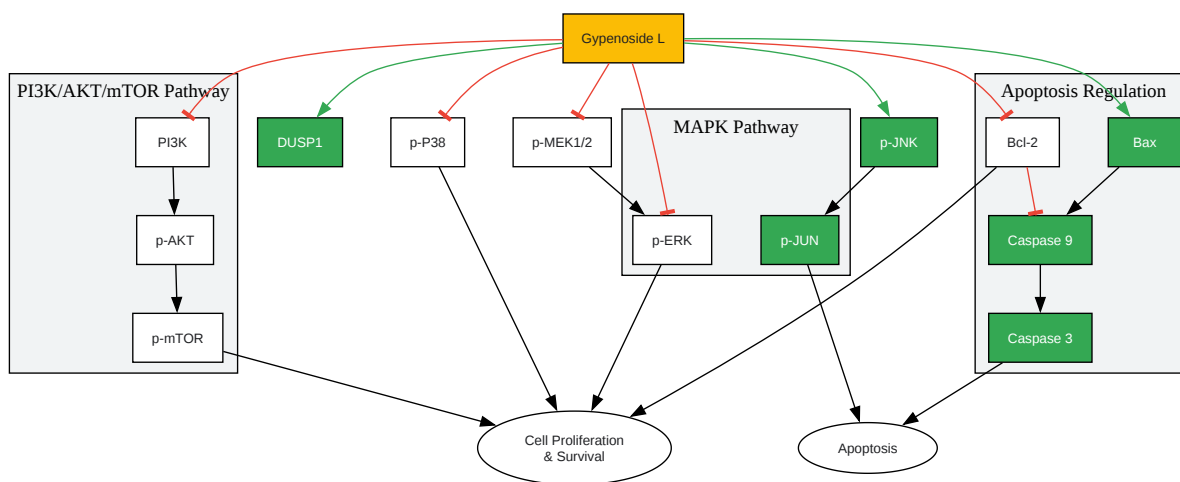 Gypenoside L
PI3K/AKT/mTOR Pathway
Apoptosis Regulation
MAPK Pathway
PI3K
DUSP1
p-P38
p-MEK1/2
p-JNK
Bcl-2
Bax
p-AKT
p-ERK
p-JUN
Caspase 9
p-mTOR
Caspase 3
Cell Proliferation
& Survival
Apoptosis